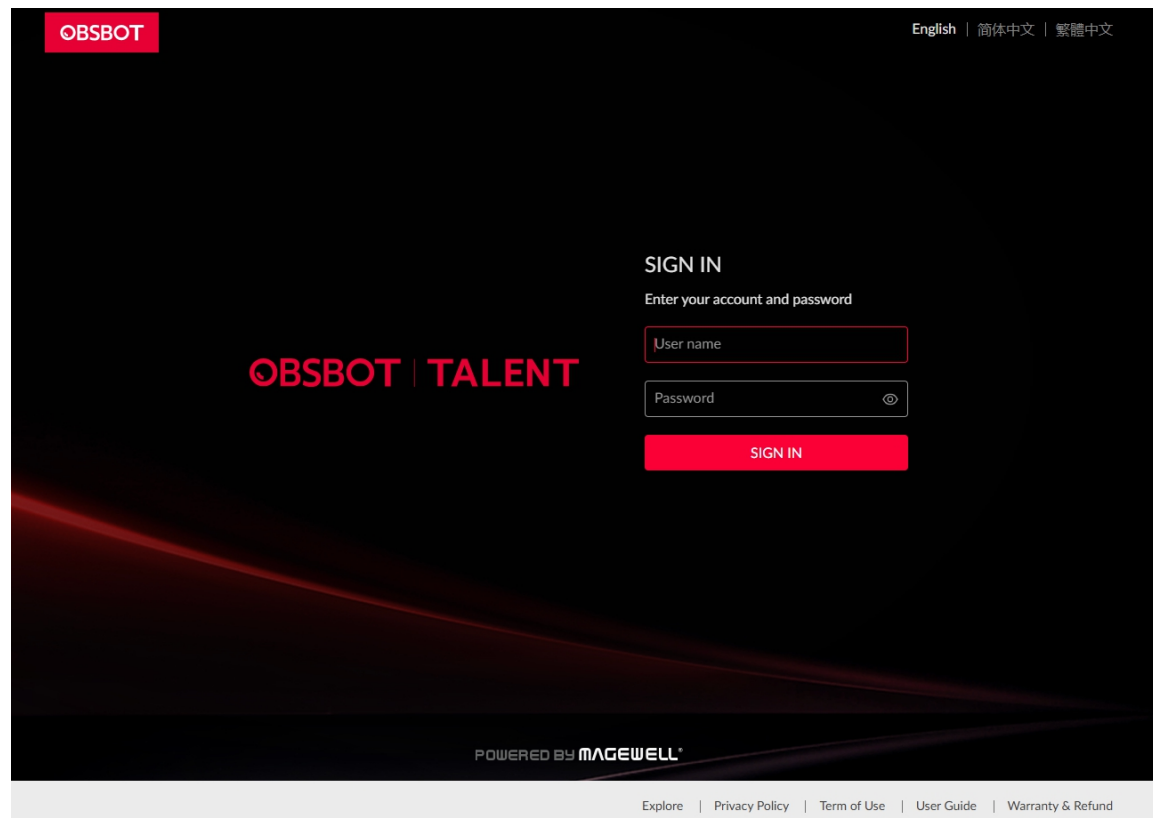 OBSBOT
English | 简体中文 | 繁體中文
SIGN IN
Enter your account and password
User name
OBSBOT | TALENT
Password
SIGN IN
POWERED BY MAGEWELL®
Explore | Privacy Policy | Term of Use | User Guide | Warranty & Refund